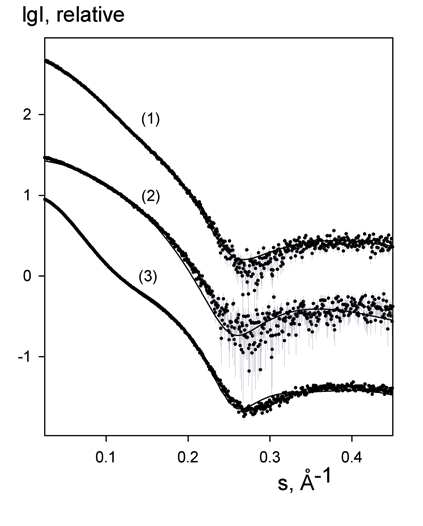 lgI, relative
2
(1)
1
(2)
0
(3)
-1
0.1 0.2 0.3 0.4
s, Å-1